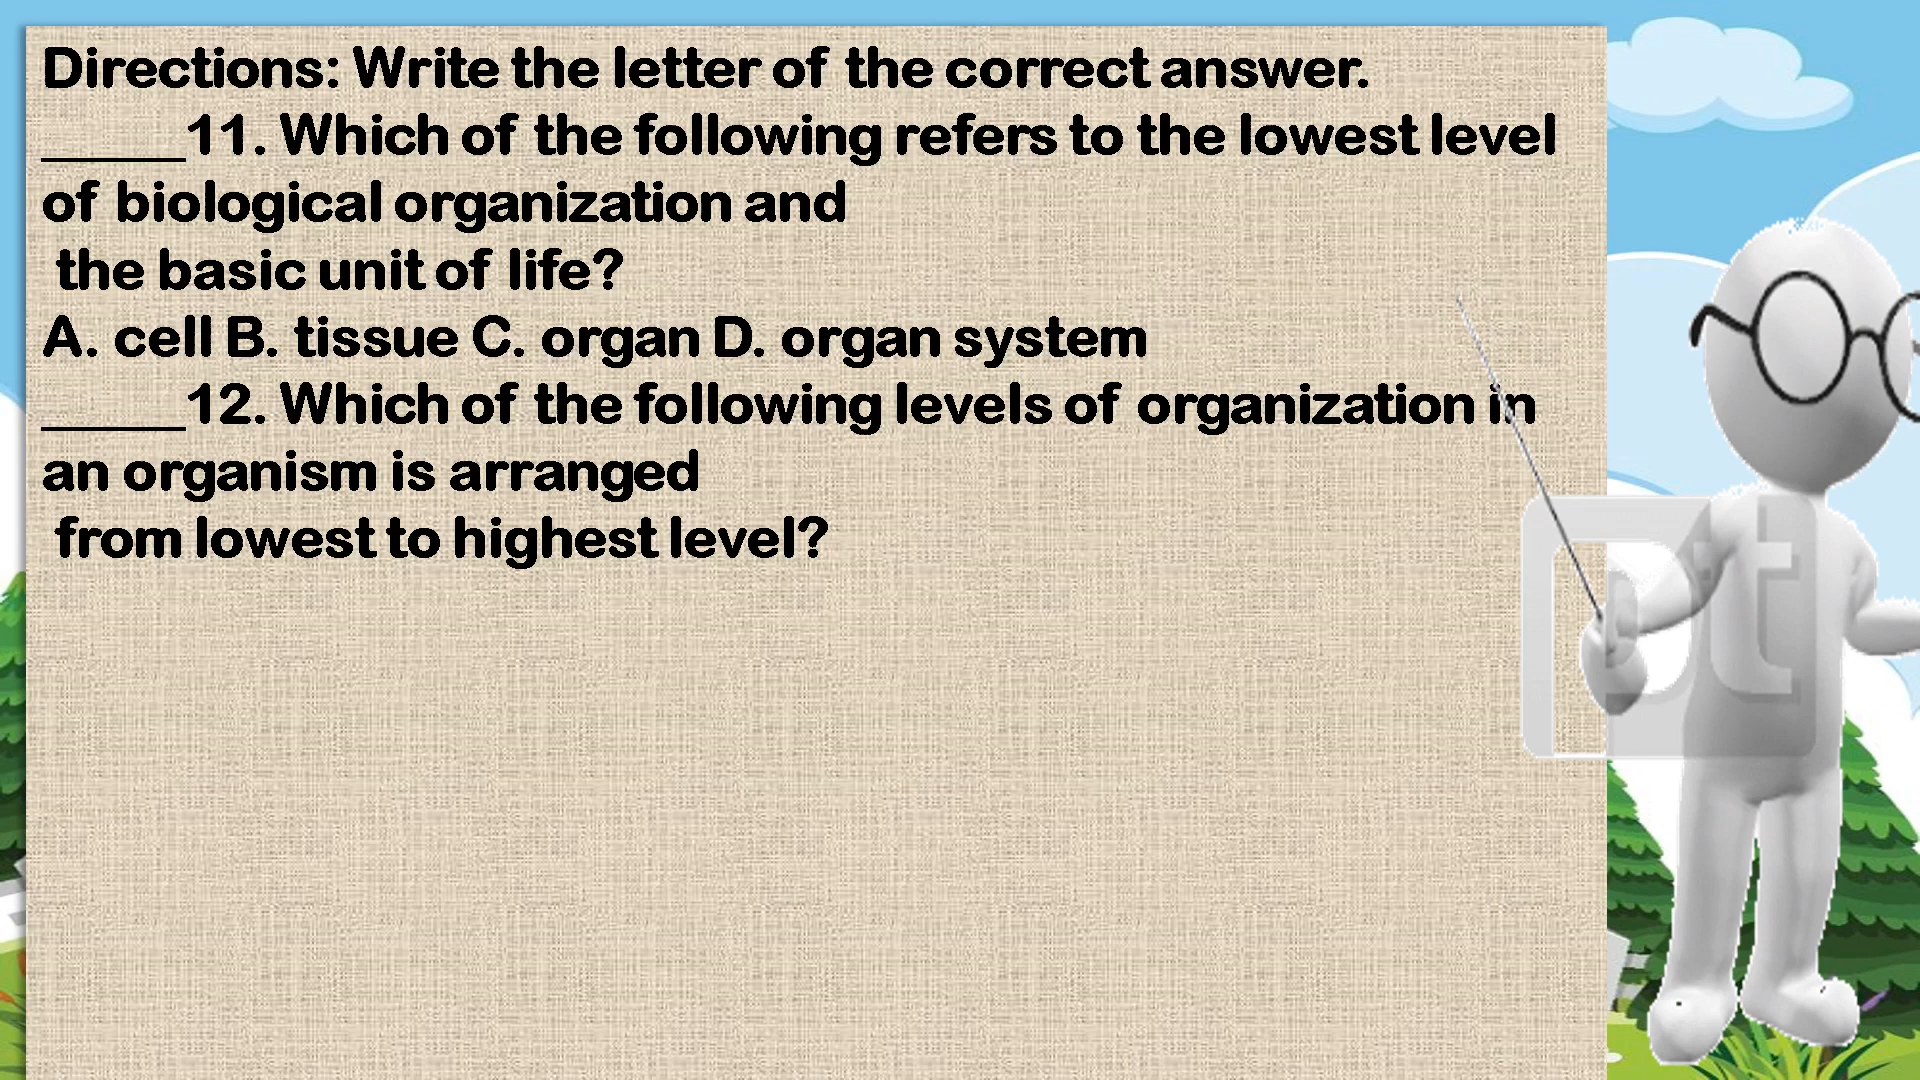 Directions: Write the letter of the correct answer.
_____11. Which of the following refers to the lowest level
of biological organization and
the basic unit of life?
A. cell B. tissue C. organ D. organ system
_____12. Which of the following levels of organization in
an organism is arranged
from lowest to highest level?